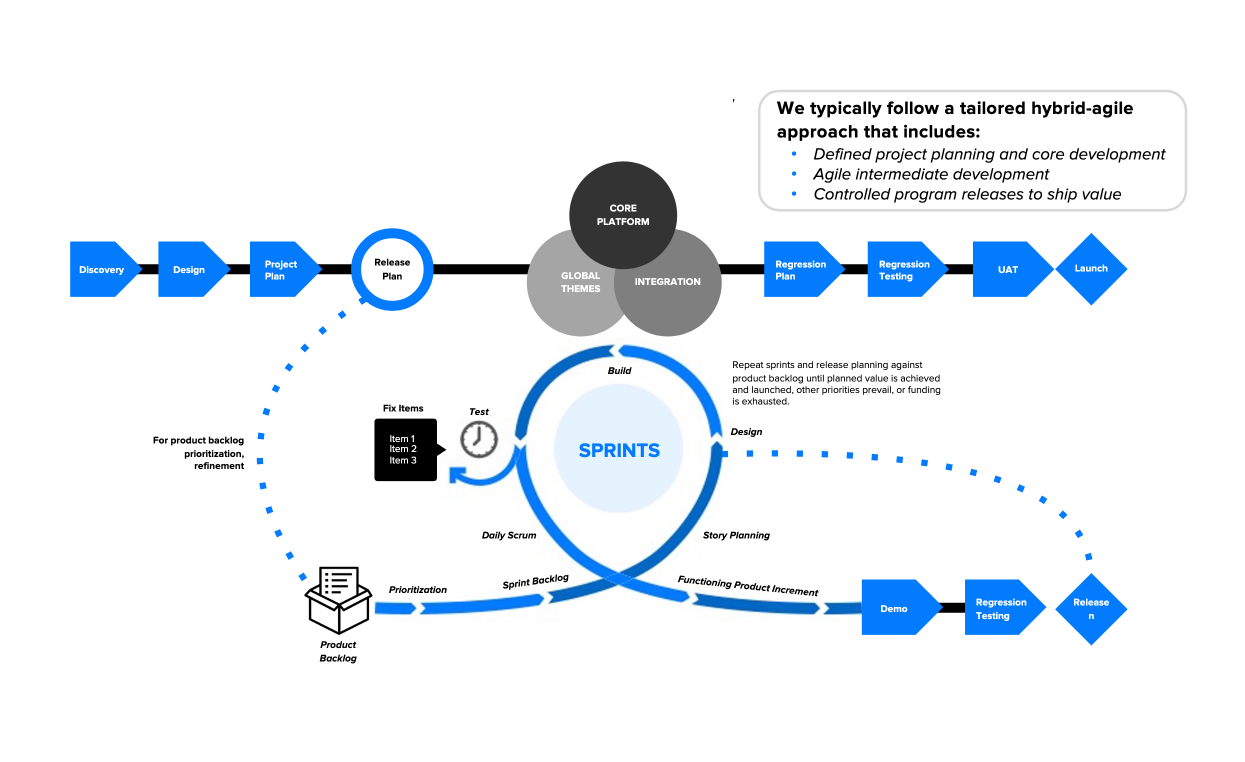 We typically follow a tailored hybrid-agile
approach that includes:
• Defined project planning and core development
• Agile intermediate development
• Controlled program releases to ship value
Discovery
Design
Project
Plan
Release
Plan
CORE
PLATFORM
GLOBAL
THEMES
INTEGRATION
Regression
Plan
Regression
Testing
UAT
Launch
Build
Repeat sprints and release planning against
product backlog until planned value is achieved
and launched, other priorities prevail, or funding
is exhausted.
Fix Items
Item 1
Item 2
Item 3
Test
SPRINTS
Design
For product backlog
prioritization,
refinement
Daily Scrum
Story Planning
Prioritization
Sprint Backlog
Functioning Product Increment
Product
Backlog
Demo
Regression
Testing
Release
n